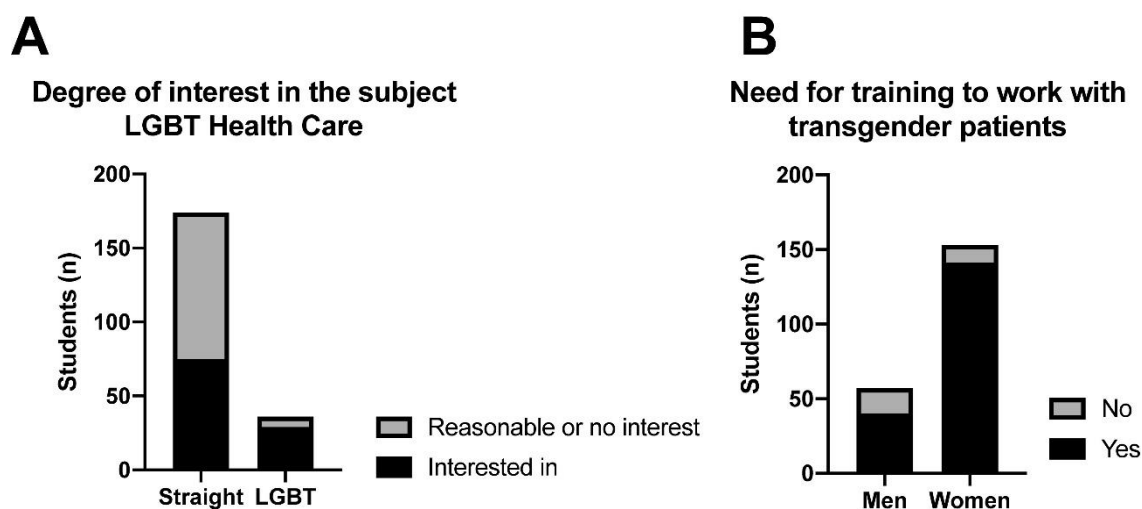 A
Degree of interest in the subject
LGBT Health Care
Students (n)
200
150
100
50
0
Straight LGBT
Reasonable or no interest
Interested in
B
Need for training to work with
transgender patients
Students (n)
200
150
100
50
0
Men Women
No
Yes